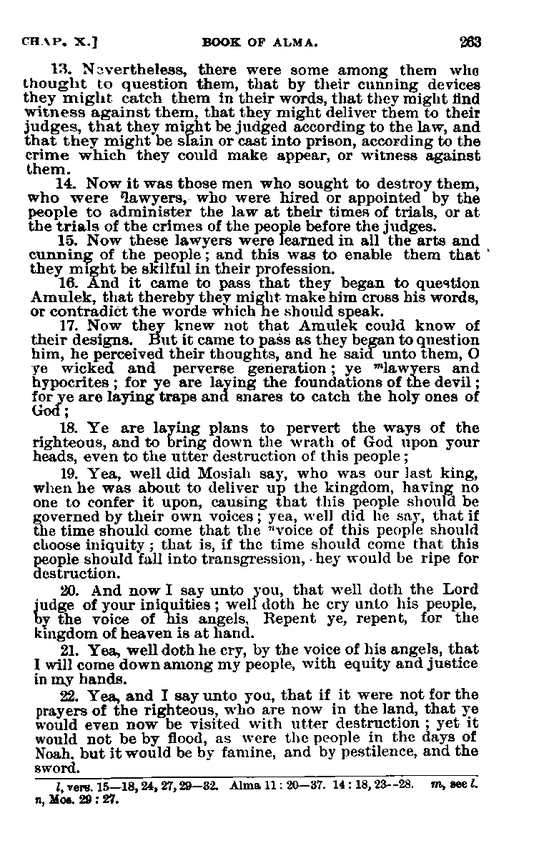 CHAP. X.] BOOK OF ALMA. 263
13. Nevertheless, there were some among them who
thought to question them, that by their cunning devices
they might catch them in their words, that they might find
witness against them, that they might deliver them to their
judges, that they might be judged according to the law, and
that they might be slain or cast into prison, according to the
crime which they could make appear, or witness against
them.
14. Now it was those men who sought to destroy them,
who were lawyers, who were hired or appointed by the
people to administer the law at their times of trials, or at
the trials of the crimes of the people before the judges.
15. Now these lawyers were learned in all the arts and
cunning of the people; and this was to enable them that
they might be skilful in their profession.
16. And it came to pass that they began to question
Amulek, that thereby they might make him cross his words,
or contradict the words which he should speak.
17. Now they knew not that Amulek could know of
their designs. But it came to pass as they began to question
him, he perceived their thoughts, and he said unto them, O
ye wicked and perverse generation; ye ᵐlawyers and
hypocrites; for ye are laying the foundations of the devil;
for ye are laying traps and snares to catch the holy ones of
God;
18. Ye are laying plans to pervert the ways of the
righteous, and to bring down the wrath of God upon your
heads, even to the utter destruction of this people;
19. Yea, well did Mosiah say, who was our last king,
when he was about to deliver up the kingdom, having no
one to confer it upon, causing that this people should be
governed by their own voices; yea, well did he say, that if
the time should come that the ⁿvoice of this people should
choose iniquity; that is, if the time should come that this
people should fall into transgression, hey would be ripe for
destruction.
20. And now I say unto you, that well doth the Lord
judge of your iniquities; well doth he cry unto his people,
by the voice of his angels, Repent ye, repent, for the
kingdom of heaven is at hand.
21. Yea, well doth he cry, by the voice of his angels, that
I will come down among my people, with equity and justice
in my hands.
22. Yea, and I say unto you, that if it were not for the
prayers of the righteous, who are now in the land, that ye
would even now be visited with utter destruction; yet it
would not be by flood, as were the people in the days of
Noah, but it would be by famine, and by pestilence, and the
sword.
l, vers. 15—18, 24, 27, 29—32. Alma 11: 20—37. 14: 18, 23--28. m, see l.
n, Mos. 29: 27.